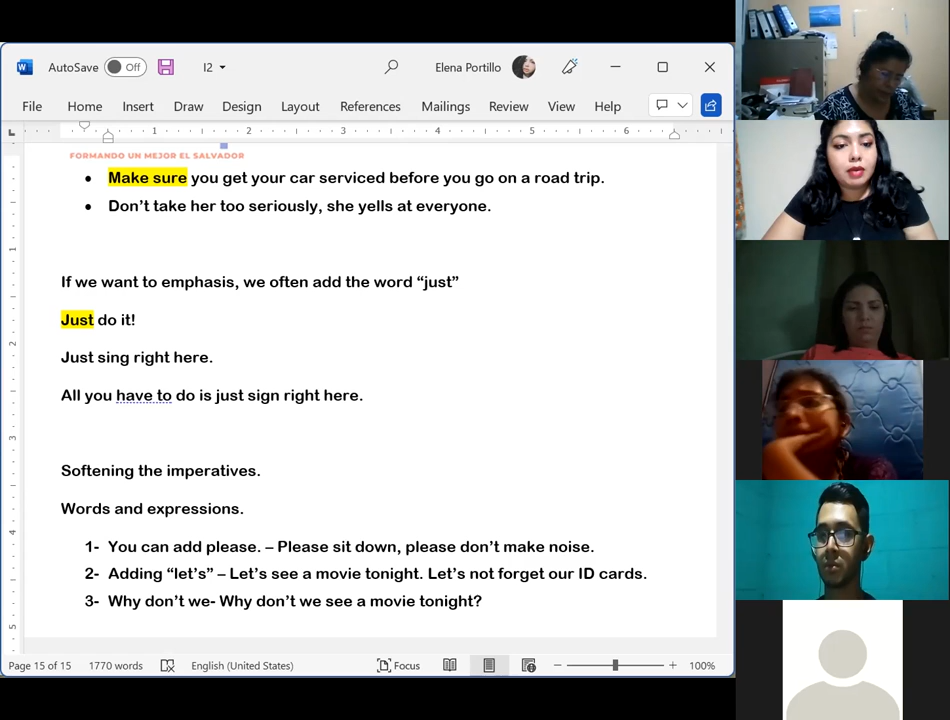 AutoSave Off I2 Elena Portillo
File Home Insert Draw Design Layout References Mailings Review View Help
1 2 3 4 5 6
FORMANDO UN MEJOR EL SALVADOR
• Make sure you get your car serviced before you go on a road trip.
• Don’t take her too seriously, she yells at everyone.
If we want to emphasis, we often add the word “just”
Just do it!
Just sing right here.
All you have to do is just sign right here.
Softening the imperatives.
Words and expressions.
1- You can add please. – Please sit down, please don’t make noise.
2- Adding “let’s” – Let’s see a movie tonight. Let’s not forget our ID cards.
3- Why don’t we- Why don’t we see a movie tonight?
Page 15 of 15 1770 words English (United States) Focus 100%